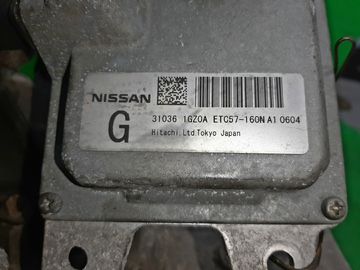 NISSAN
G
31036 1GZ0A ETC57-160N A1 0604
Hitachi.Ltd Tokyo Japan